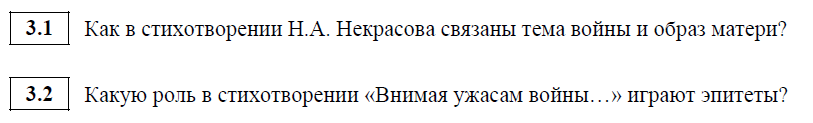 3.1 Как в стихотворении Н.А. Некрасова связаны тема войны и образ матери?
3.2 Какую роль в стихотворении «Внимая ужасам войны…» играют эпитеты?